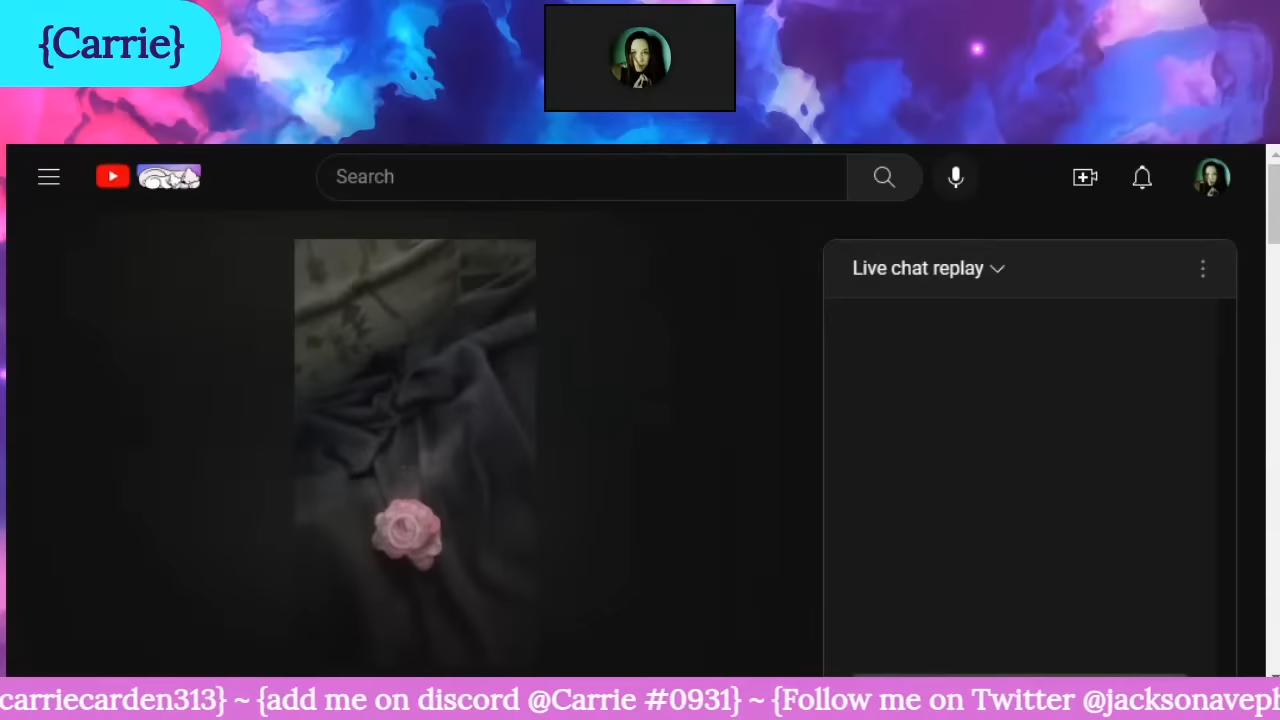 {Carrie}
Search
Live chat replay
carriecarden313} ~ {add me on discord @Carrie #0931} ~ {Follow me on Twitter @jacksonaveph